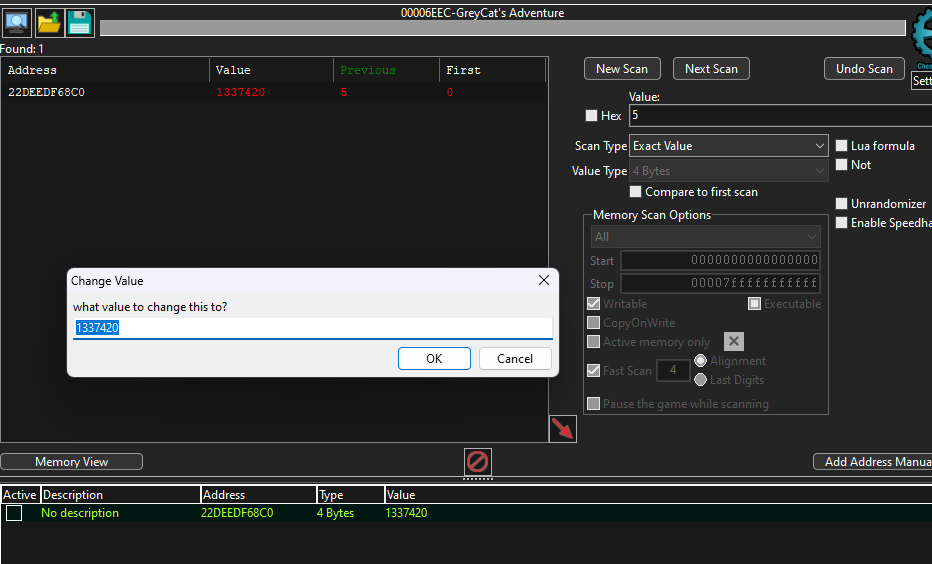 00006EEC-GreyCat's Adventure
Found: 1
Address Value Previous First
22DEEDF68C0 1337420 5 0
New Scan Next Scan Undo Scan
Value:
Hex 5
Scan Type Exact Value Lua formula
Value Type 4 Bytes Not
Compare to first scan
Memory Scan Options Unrandomizer
All Enable Speedha
Start 0000000000000000
Stop 00007fffffffffff
Writable Executable
CopyOnWrite
Active memory only
Fast Scan 4 Alignment
Last Digits
Pause the game while scanning
Change Value
what value to change this to?
1337420
OK Cancel
Memory View Add Address Manua
Active Description Address Type Value
No description 22DEEDF68C0 4 Bytes 1337420
Chea
Sett